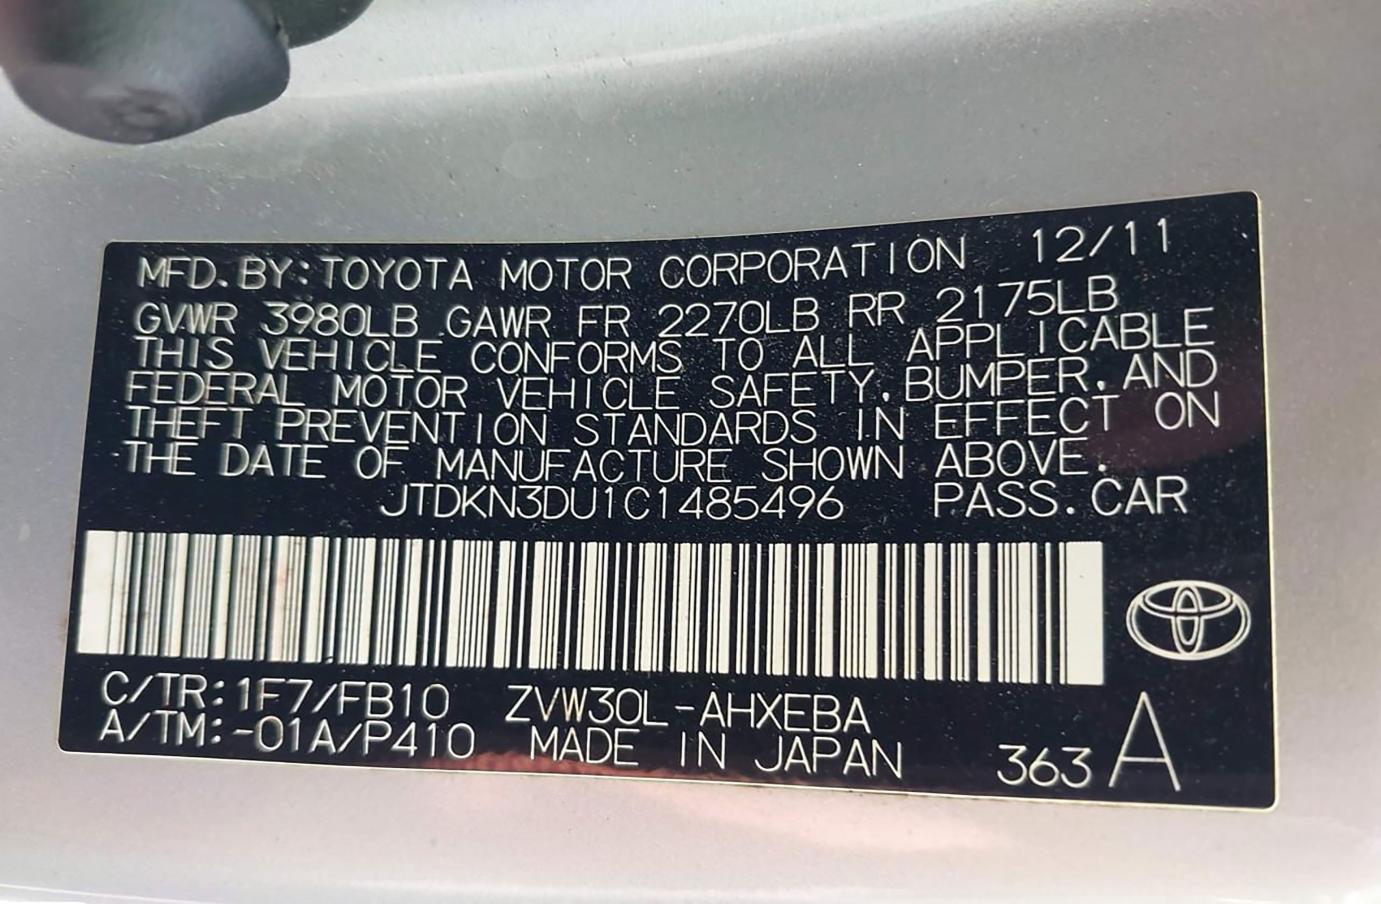 MFD. BY: TOYOTA MOTOR CORPORATION 12/11
GVWR 3980LB GAWR FR 2270LB RR 2175LB
THIS VEHICLE CONFORMS TO ALL APPLICABLE
FEDERAL MOTOR VEHICLE SAFETY, BUMPER, AND
THEFT PREVENTION STANDARDS IN EFFECT ON
THE DATE OF MANUFACTURE SHOWN ABOVE.
JTDKN3DU1C1485496 PASS. CAR
C/TR: 1F7/FB10 ZVW30L-AHXEBA
A/TM: -01A/P410 MADE IN JAPAN 363 A